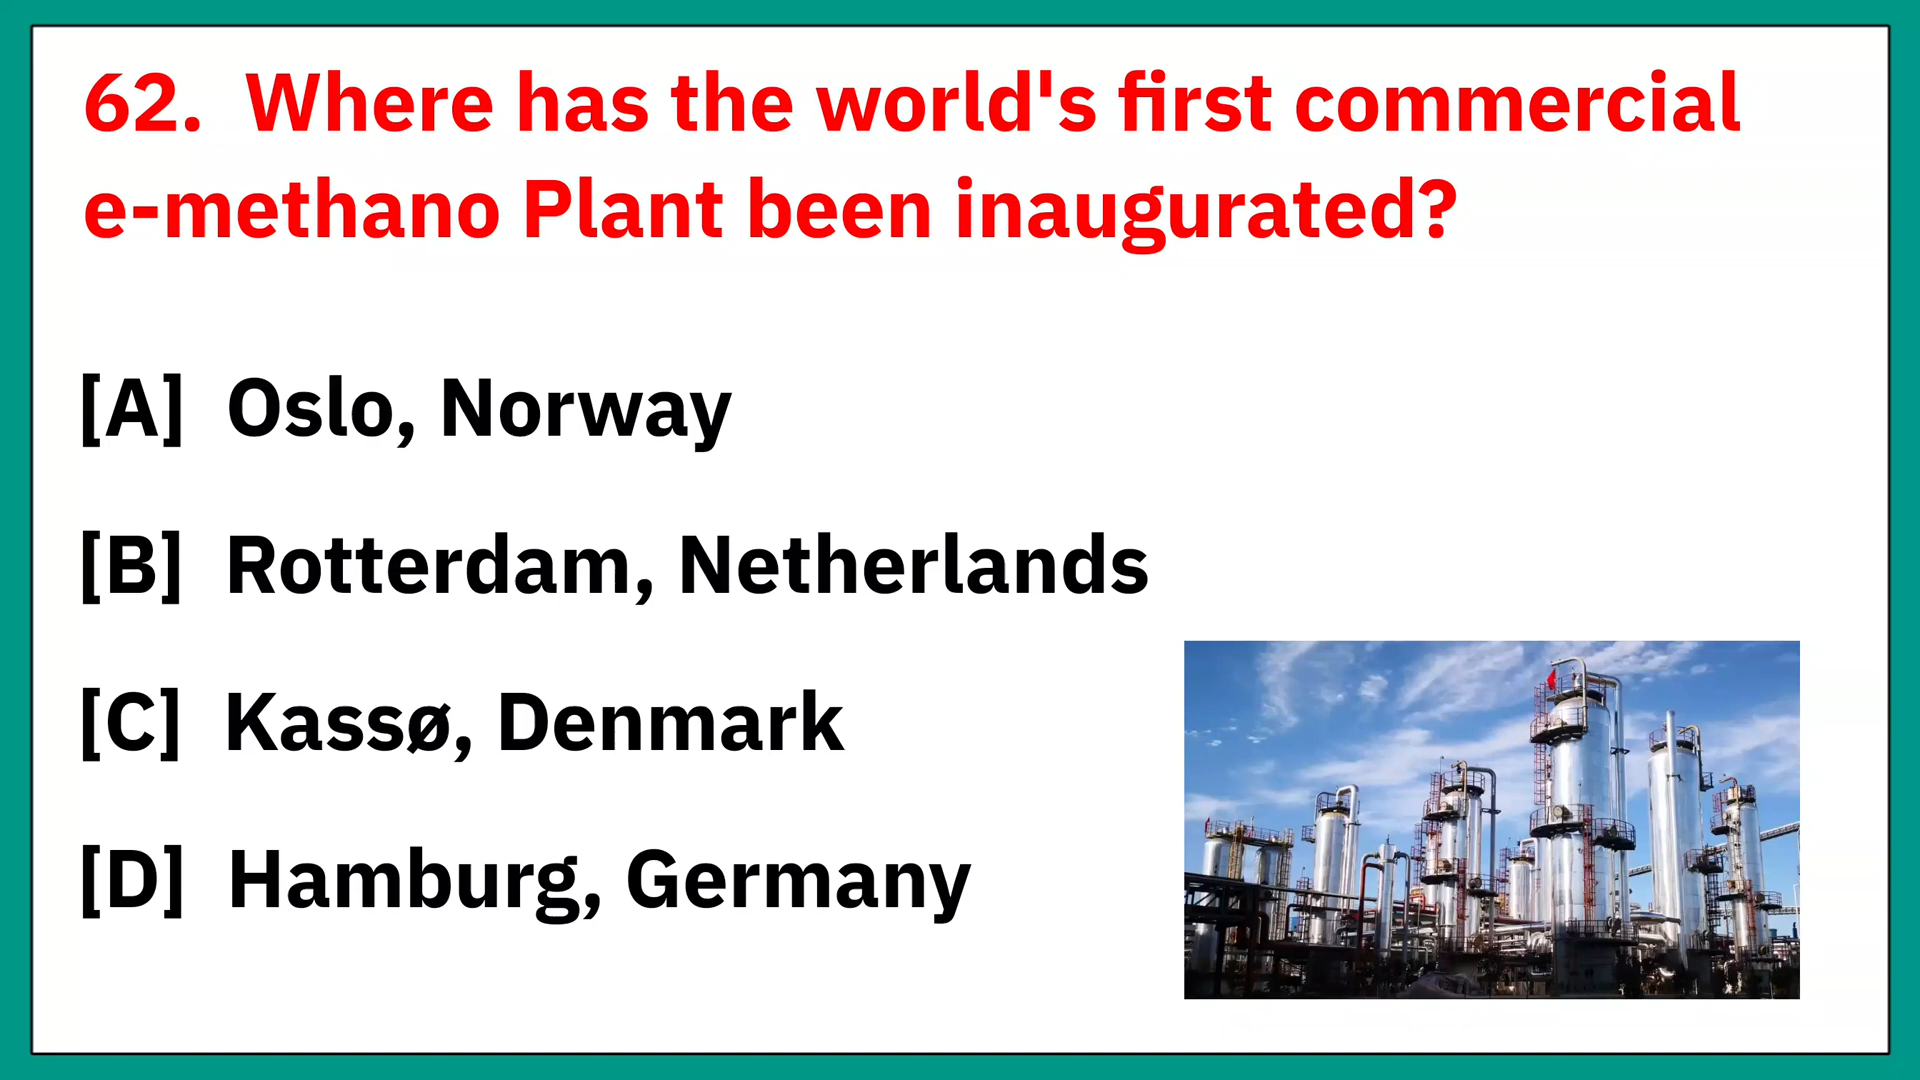 62. Where has the world's first commercial
e-methano Plant been inaugurated?
[A] Oslo, Norway
[B] Rotterdam, Netherlands
[C] Kassø, Denmark
[D] Hamburg, Germany